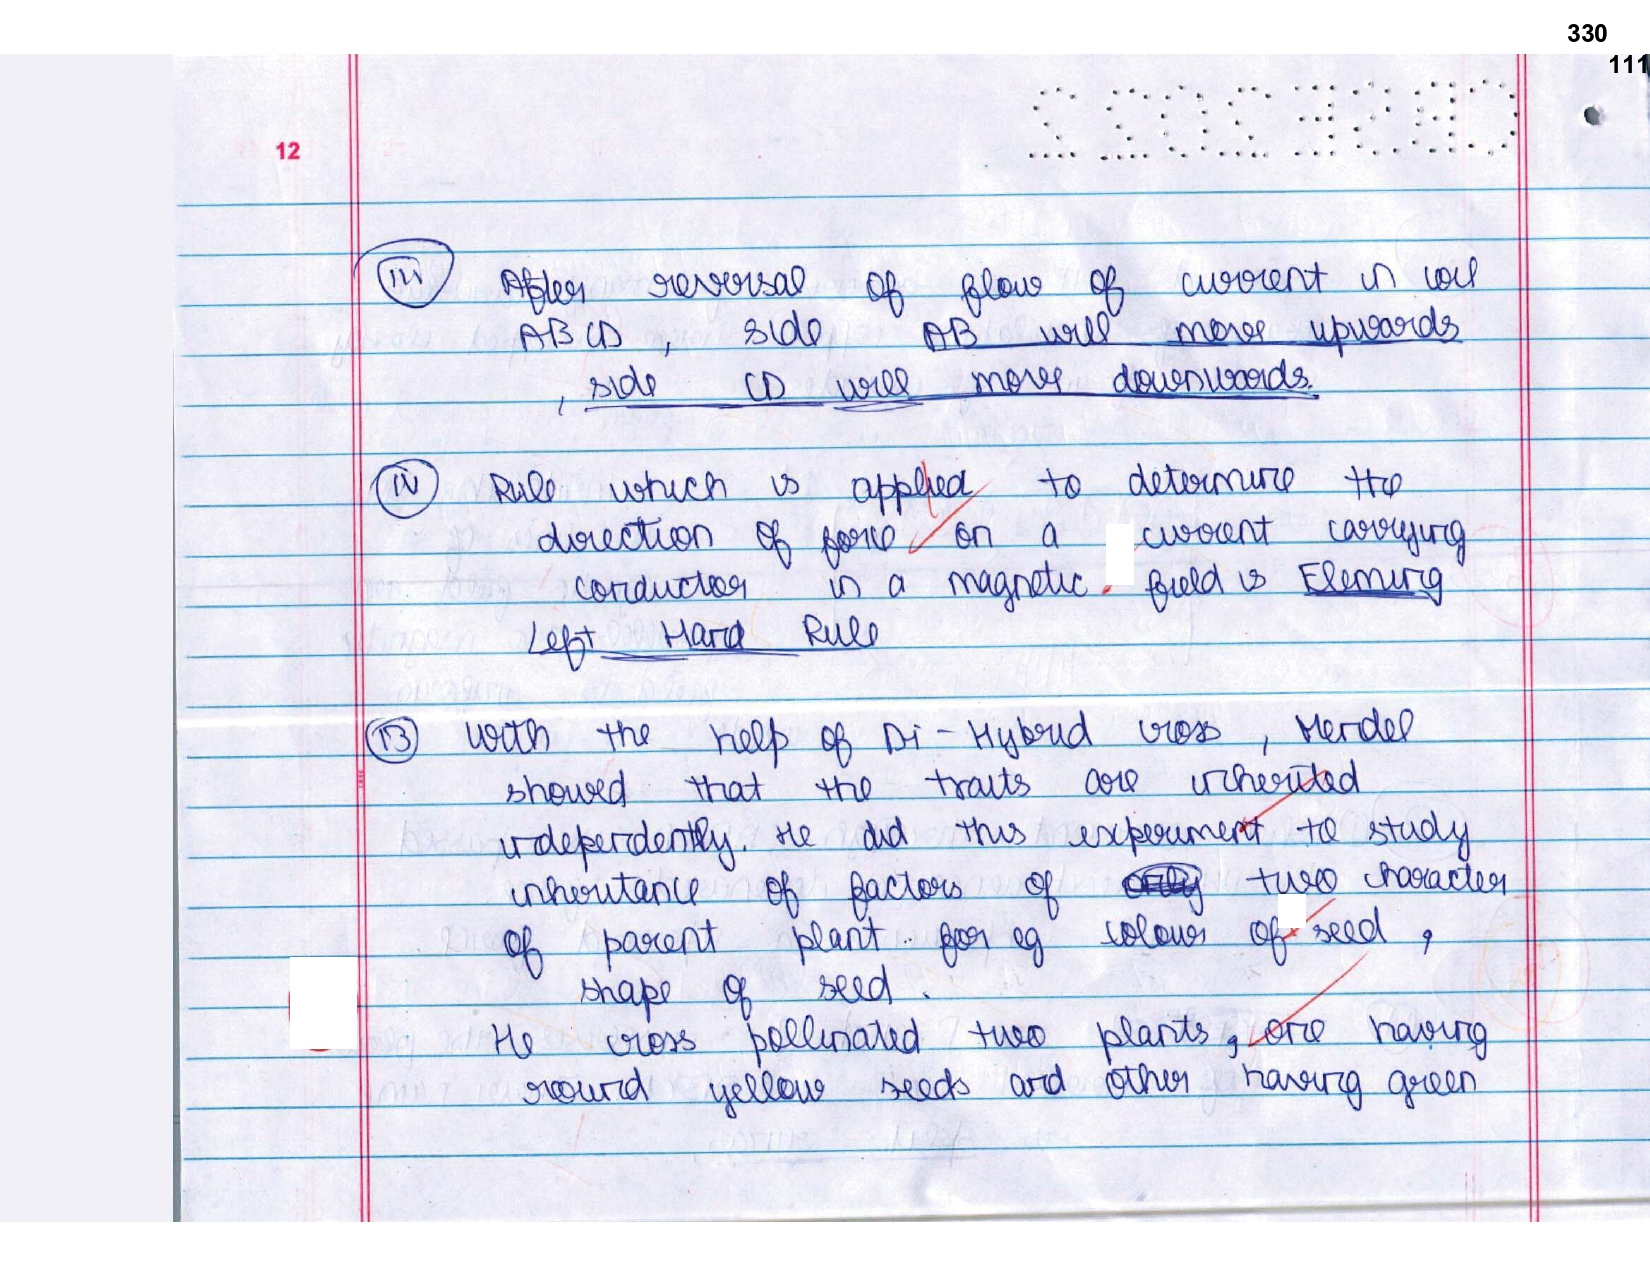 330
111
CBSE2022
12
(iii) After reversal of flow of current in coil
ABCD, side AB will move upwards
, side CD will move downwards.
(iv) Rule which is applied to determine the
direction of force on a current carrying
conductor in a magnetic field is Fleming
Left Hand Rule
(13) With the help of Di-Hybrid cross, Mendel
showed that the traits are inherited
independently. He did this experiment to study
inheritance of factors of two character
of parent plant for eg colour of seed,
shape of seed.
He cross pollinated two plants, one having
round yellow seeds and other having green